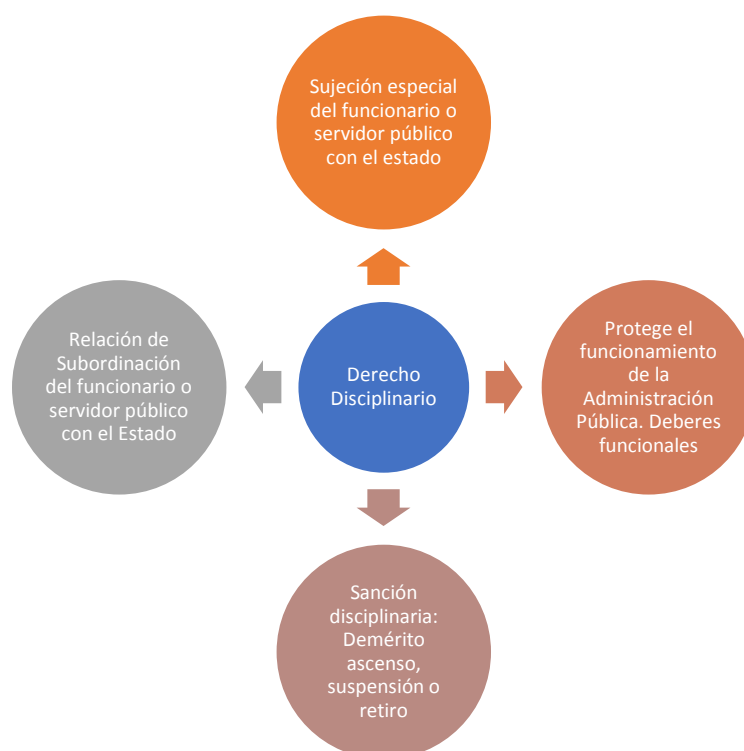 Sujeción especial
del funcionario o
servidor público
con el estado
Relación de
Subordinación
del funcionario o
servidor público
con el Estado
Derecho
Disciplinario
Protege el
funcionamiento
de la
Administración
Pública. Deberes
funcionales
Sanción
disciplinaria:
Demérito
ascenso,
suspensión o
retiro